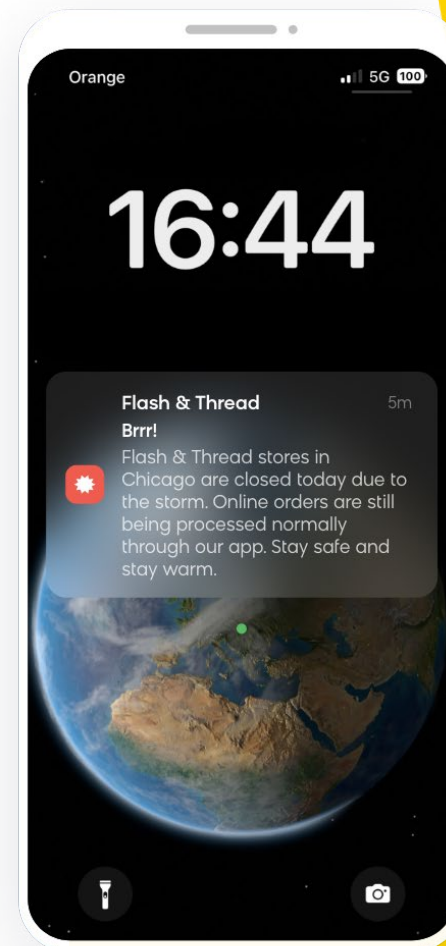 Orange
5G 100
16:44
Flash & Thread 5m
Brrr!
Flash & Thread stores in
Chicago are closed today due to
the storm. Online orders are still
being processed normally
through our app. Stay safe and
stay warm.